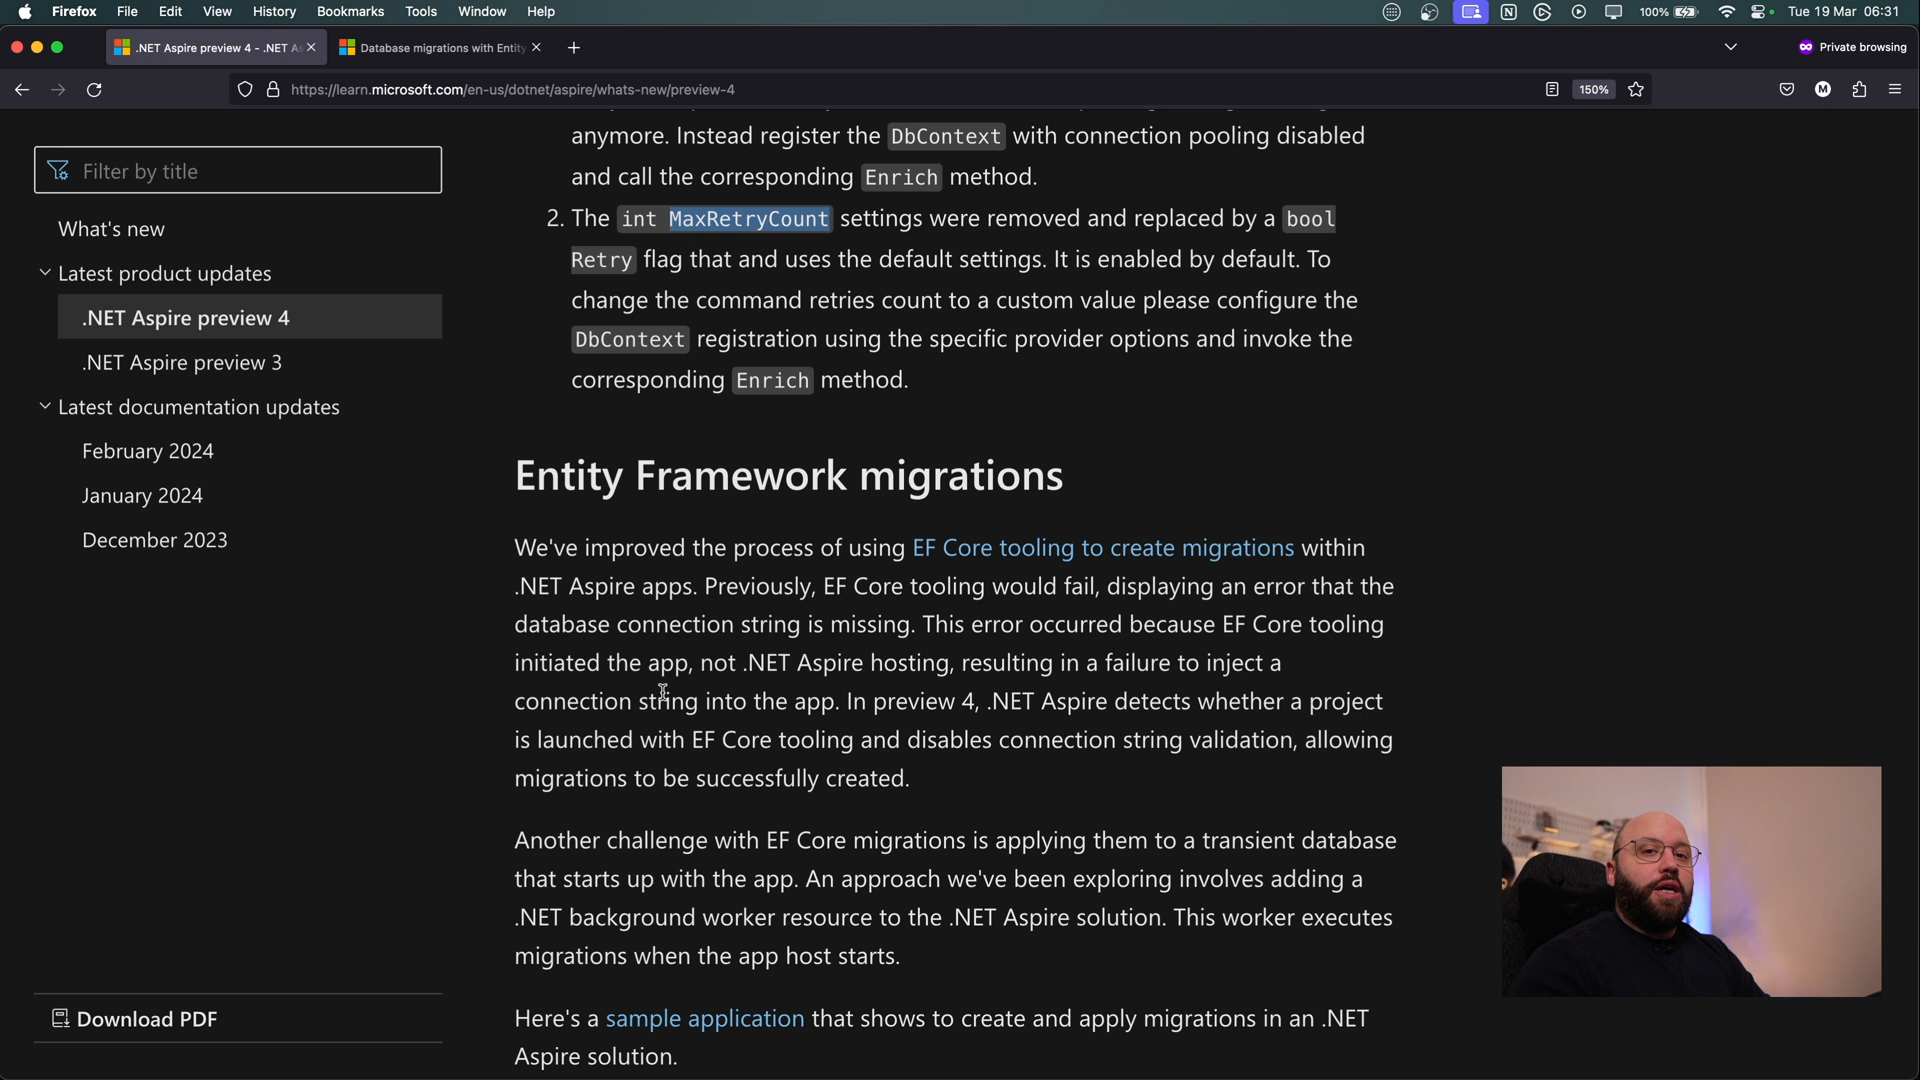 Firefox File Edit View History Bookmarks Tools Window Help 100% Tue 19 Mar 06:31
.NET Aspire preview 4 - .NET As Database migrations with Entity Private browsing
https://learn.microsoft.com/en-us/dotnet/aspire/whats-new/preview-4 150% M
Filter by title
What's new
Latest product updates
.NET Aspire preview 4
.NET Aspire preview 3
Latest documentation updates
February 2024
January 2024
December 2023
Download PDF
anymore. Instead register the DbContext with connection pooling disabled
and call the corresponding Enrich method.
2. The int MaxRetryCount settings were removed and replaced by a bool
Retry flag that and uses the default settings. It is enabled by default. To
change the command retries count to a custom value please configure the
DbContext registration using the specific provider options and invoke the
corresponding Enrich method.
Entity Framework migrations
We've improved the process of using EF Core tooling to create migrations within
.NET Aspire apps. Previously, EF Core tooling would fail, displaying an error that the
database connection string is missing. This error occurred because EF Core tooling
initiated the app, not .NET Aspire hosting, resulting in a failure to inject a
connection string into the app. In preview 4, .NET Aspire detects whether a project
is launched with EF Core tooling and disables connection string validation, allowing
migrations to be successfully created.
Another challenge with EF Core migrations is applying them to a transient database
that starts up with the app. An approach we've been exploring involves adding a
.NET background worker resource to the .NET Aspire solution. This worker executes
migrations when the app host starts.
Here's a sample application that shows to create and apply migrations in an .NET
Aspire solution.